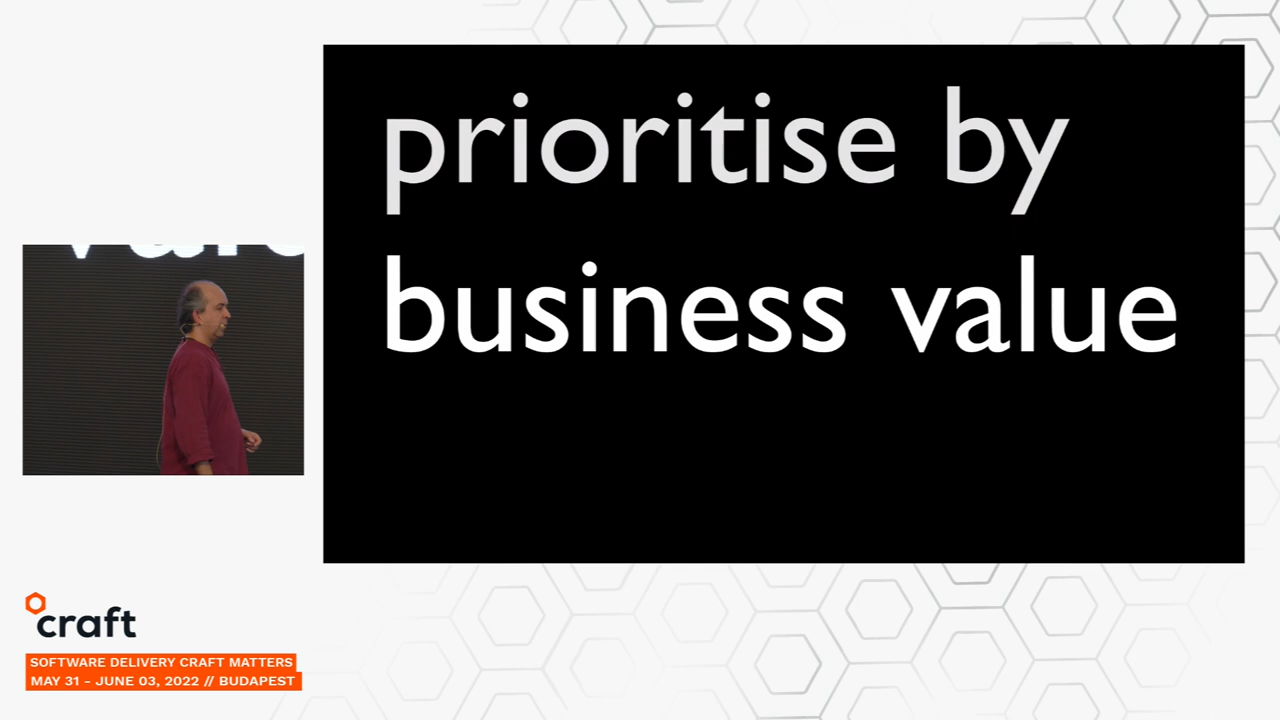 prioritise by
business value
craft
SOFTWARE DELIVERY CRAFT MATTERS
MAY 31 - JUNE 03, 2022 // BUDAPEST